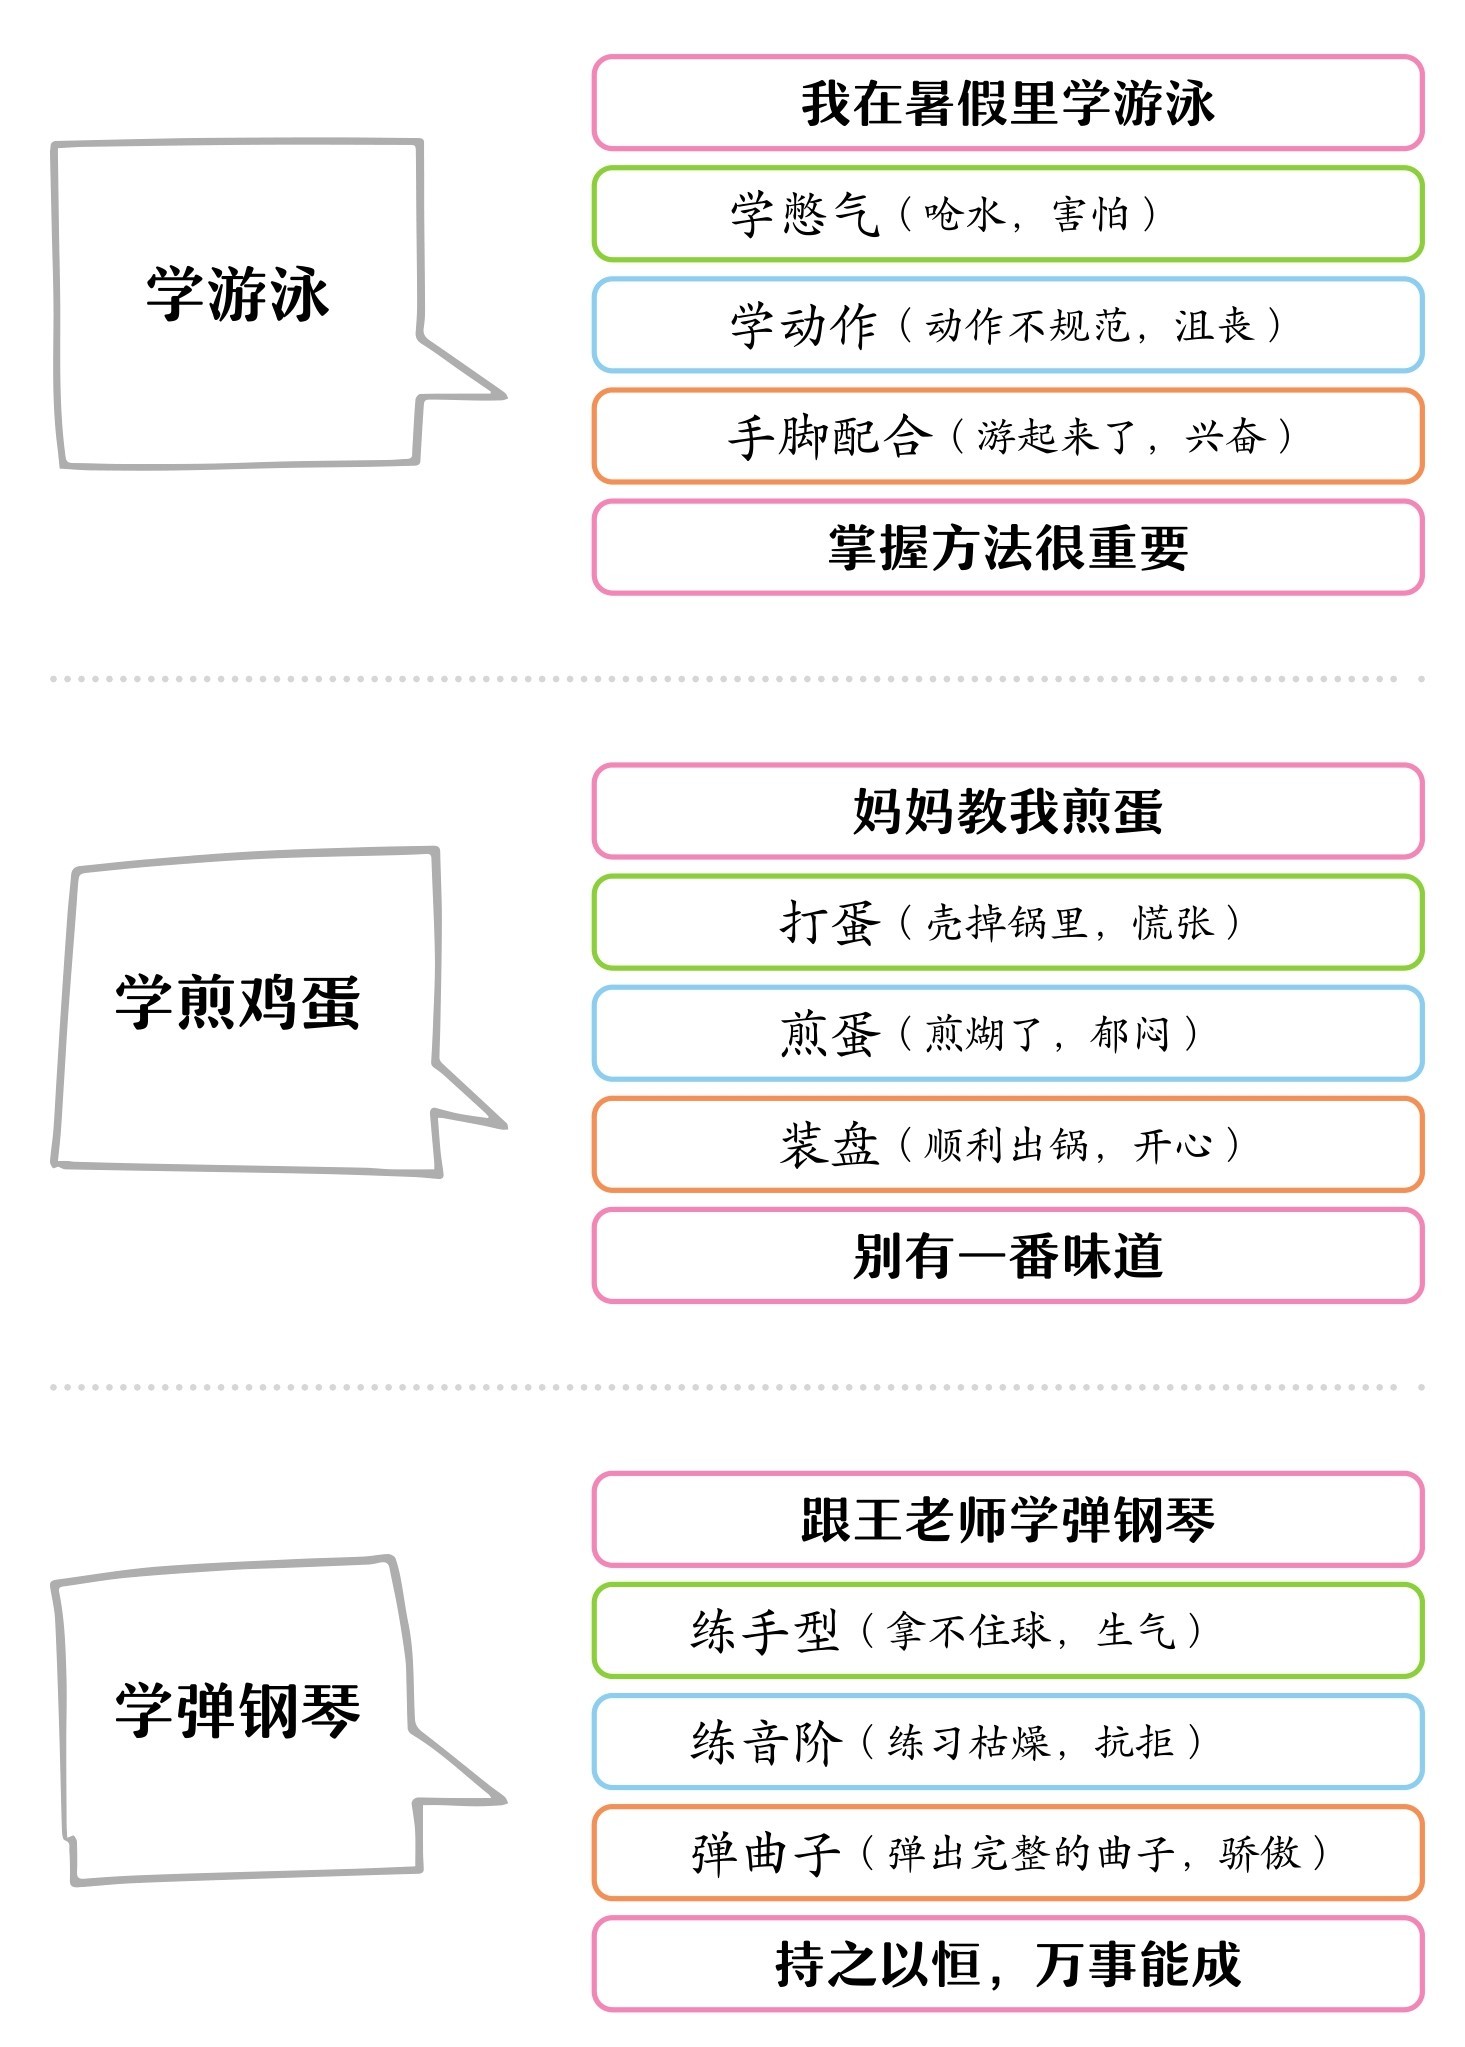 学游泳
我在暑假里学游泳
学憋气（呛水，害怕）
学动作（动作不规范，沮丧）
手脚配合（游起来了，兴奋）
掌握方法很重要
学煎鸡蛋
妈妈教我煎蛋
打蛋（壳掉锅里，慌张）
煎蛋（煎煳了，郁闷）
装盘（顺利出锅，开心）
别有一番味道
学弹钢琴
跟王老师学弹钢琴
练手型（拿不住球，生气）
练音阶（练习枯燥，抗拒）
弹曲子（弹出完整的曲子，骄傲）
持之以恒，万事能成